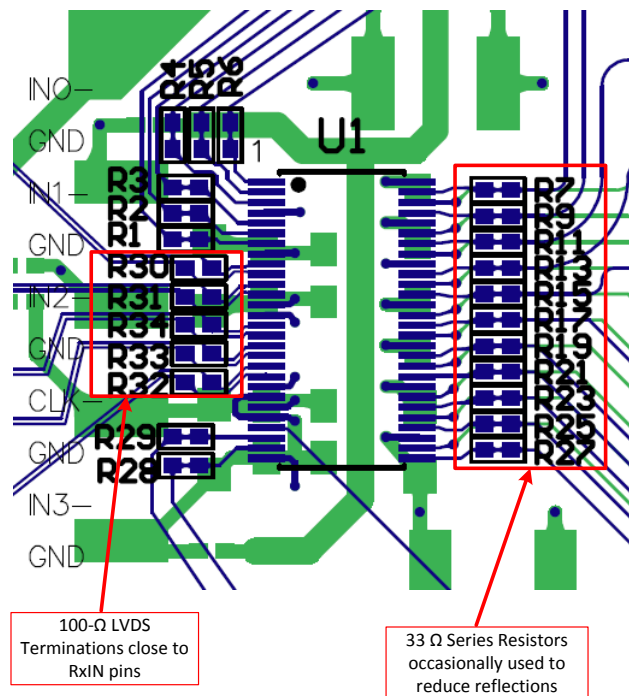 R4
R5
R6
IN0-
GND
U1
1
IN1-
R3
R2
R1
GND
R30
IN2-
R31
R34
GND
R33
R32
CLK-
R29
GND
R28
IN3-
GND
R7
R9
R11
R13
R15
R17
R19
R21
R23
R25
R27
100-Ω LVDS
Terminations close to
RxIN pins
33 Ω Series Resistors
occasionally used to
reduce reflections